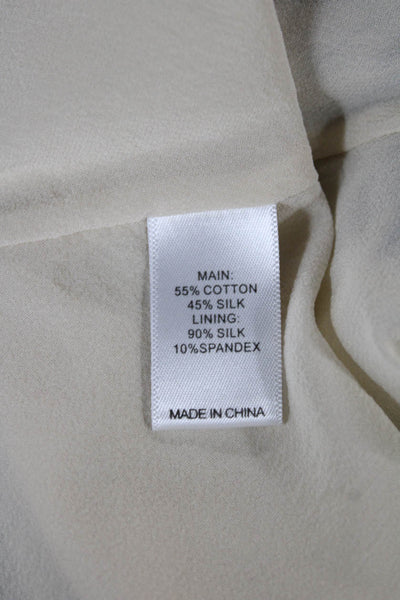 MAIN:
55% COTTON
45% SILK
LINING:
90% SILK
10%SPANDEX
MADE IN CHINA